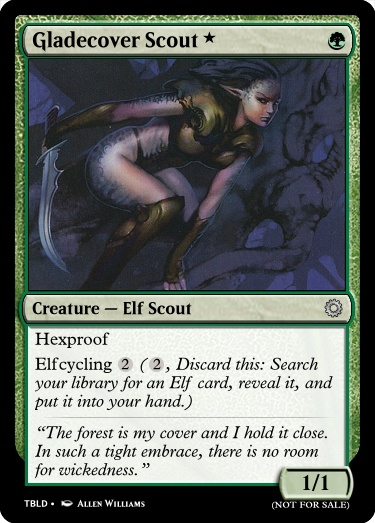 Gladecover Scout ★
Creature — Elf Scout
Hexproof
Elfcycling 2 (2, Discard this: Search
your library for an Elf card, reveal it, and
put it into your hand.)
“The forest is my cover and I hold it close.
In such a tight embrace, there is no room
for wickedness.”
1/1
TBLD • Allen Williams
(NOT FOR SALE)